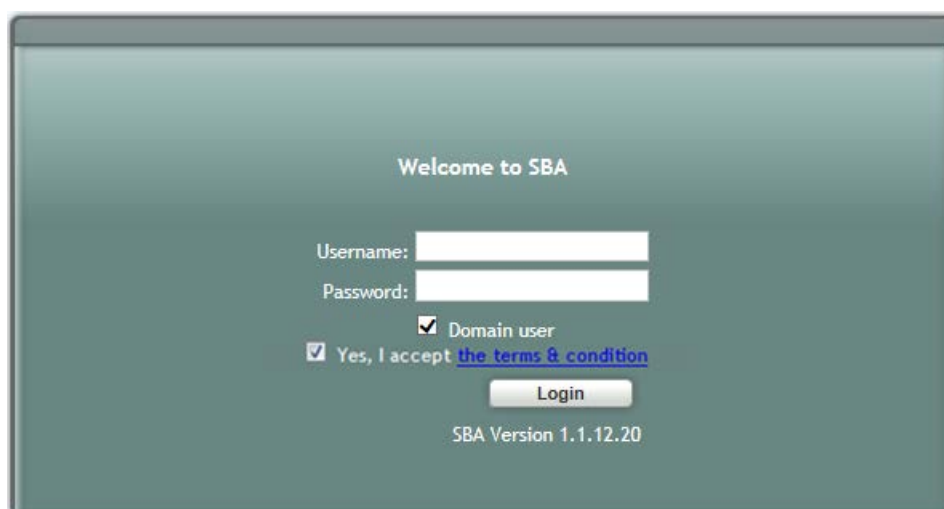 Welcome to SBA
Username:
Password:
Domain user
Yes, I accept the terms & condition
Login
SBA Version 1.1.12.20